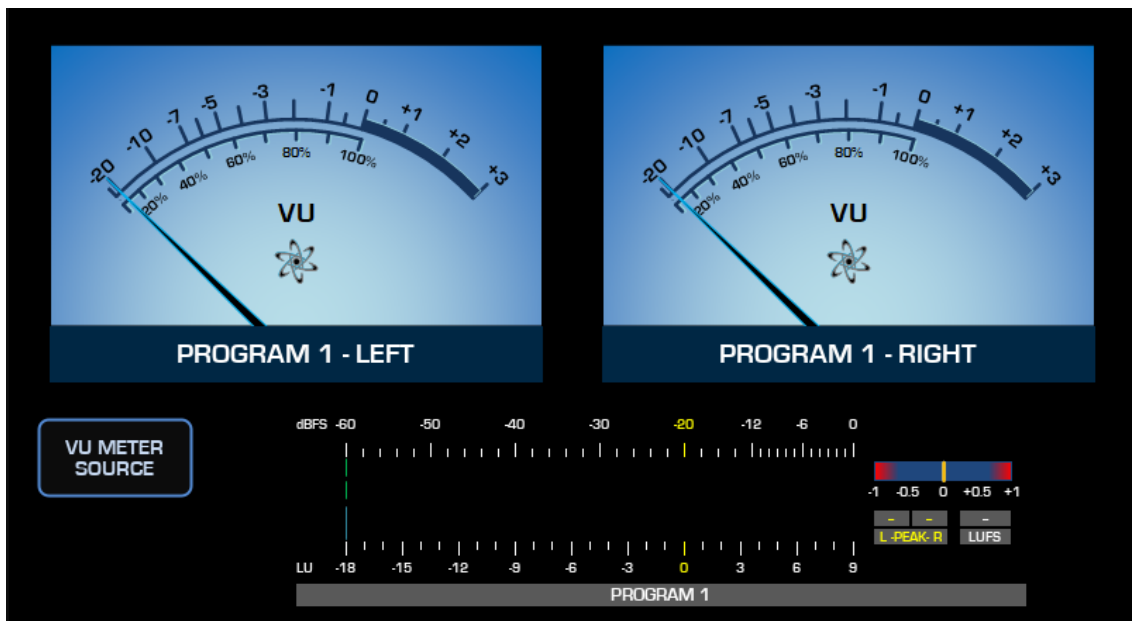 -20 -10 -7 -5 -3 -1 0 +1 +2 +3
20% 40% 60% 80% 100%
VU
PROGRAM 1 - LEFT
-20 -10 -7 -5 -3 -1 0 +1 +2 +3
20% 40% 60% 80% 100%
VU
PROGRAM 1 - RIGHT
VU METER
SOURCE
dBFS -60 -50 -40 -30 -20 -12 -6 0
-1 -0.5 0 +0.5 +1
- - -
L -PEAK- R LUFS
LU -18 -15 -12 -9 -6 -3 0 3 6 9
PROGRAM 1